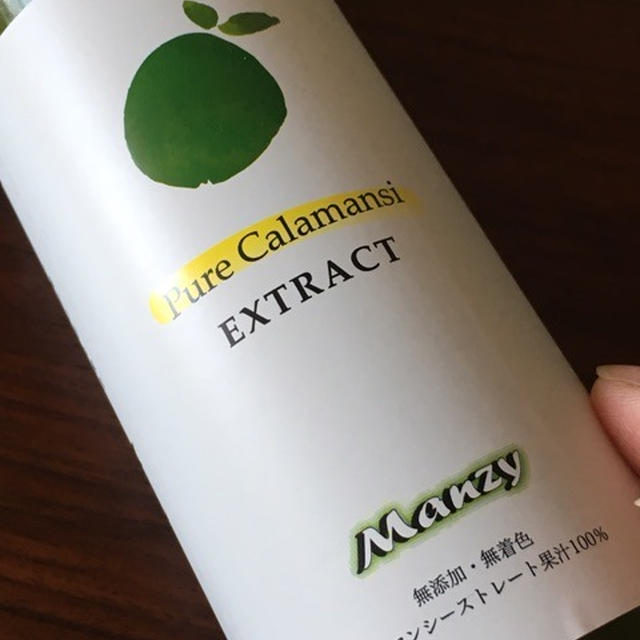 Pure Calamansi
EXTRACT
Manzy
無添加・無着色
ンシーストレート果汁100%